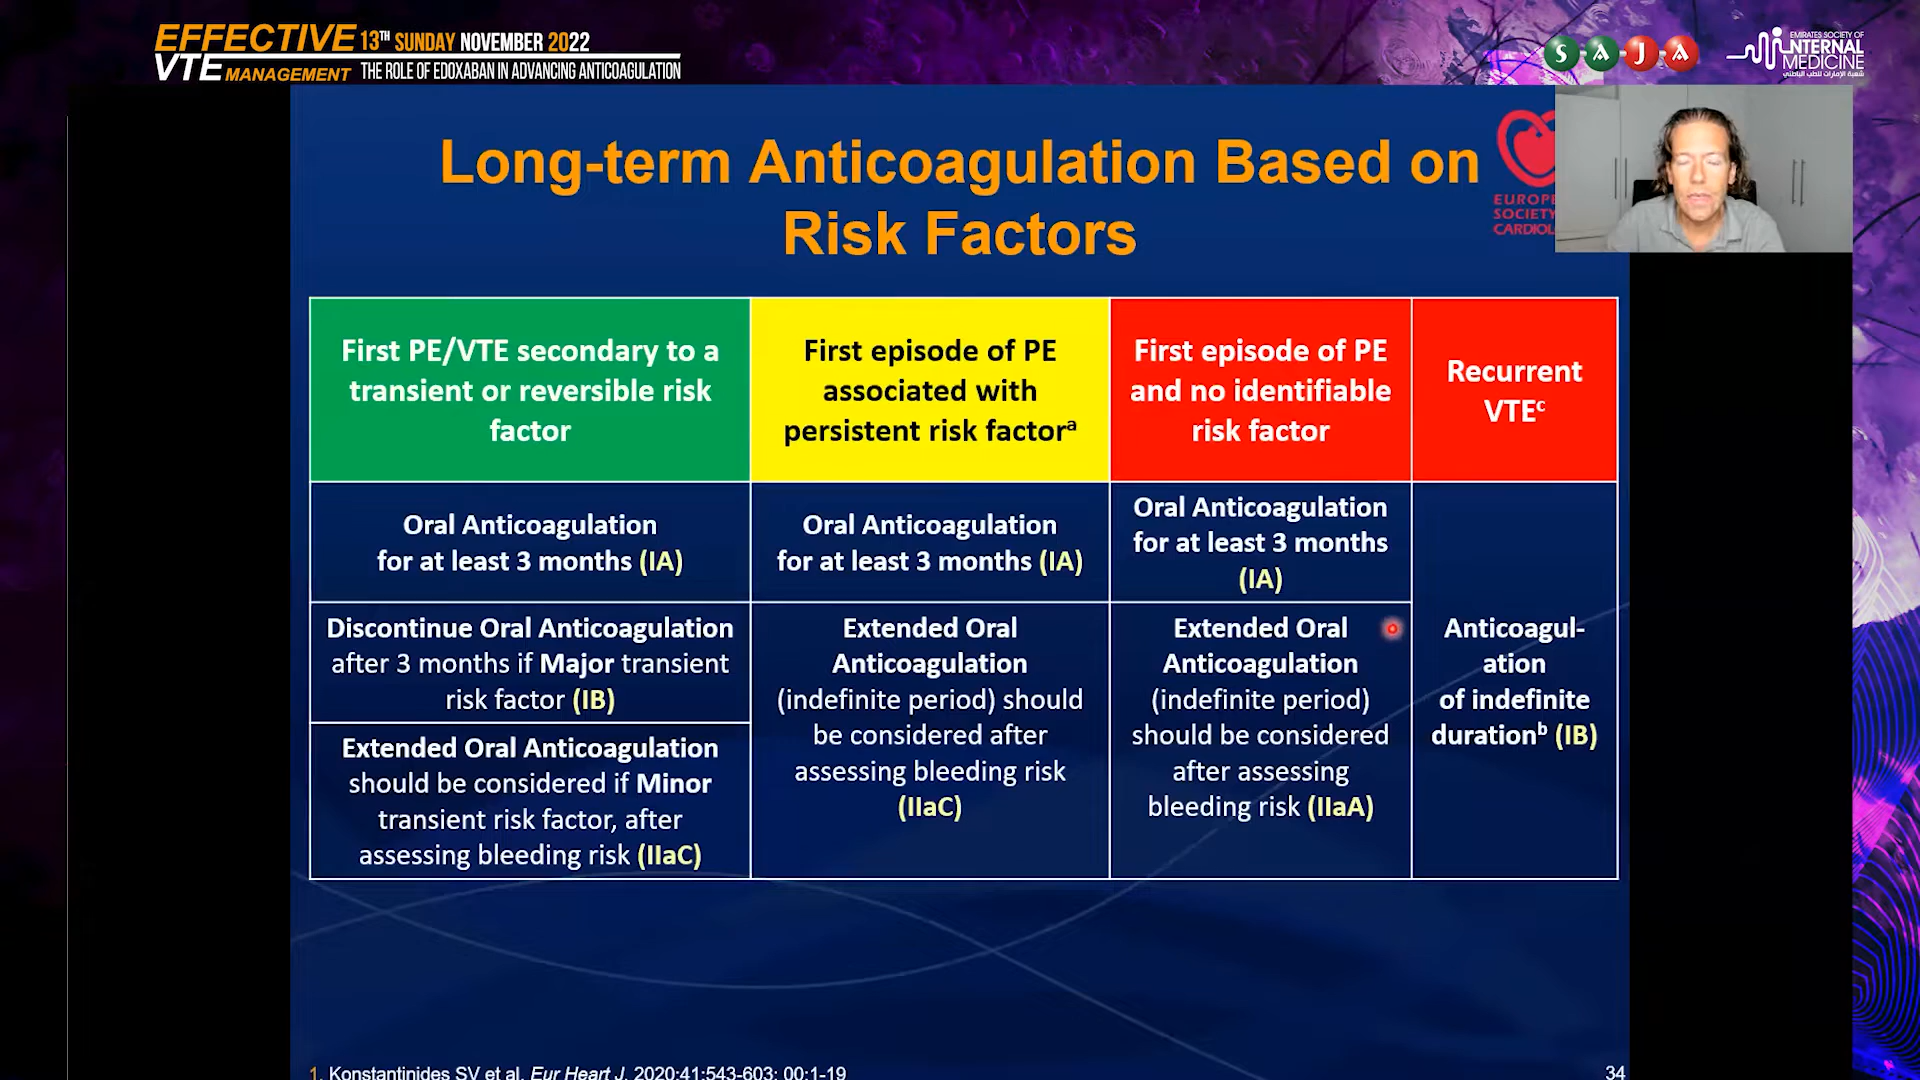 EFFECTIVE 13TH SUNDAY NOVEMBER 2022
VTE MANAGEMENT THE ROLE OF EDOXABAN IN ADVANCING ANTICOAGULATION
SAJA
EMIRATES SOCIETY OF
INTERNAL
MEDICINE
شعبة الإمارات للطب الباطني
Long-term Anticoagulation Based on
Risk Factors
EUROPE
SOCIETY
CARDIOL
First PE/VTE secondary to a
transient or reversible risk
factor
First episode of PE
associated with
persistent risk factorᵃ
First episode of PE
and no identifiable
risk factor
Recurrent
VTEᶜ
Oral Anticoagulation
for at least 3 months (IA)
Oral Anticoagulation
for at least 3 months (IA)
Oral Anticoagulation
for at least 3 months
(IA)
Discontinue Oral Anticoagulation
after 3 months if Major transient
risk factor (IB)
Extended Oral Anticoagulation
should be considered if Minor
transient risk factor, after
assessing bleeding risk (IIaC)
Extended Oral
Anticoagulation
(indefinite period) should
be considered after
assessing bleeding risk
(IIaC)
Extended Oral
Anticoagulation
(indefinite period)
should be considered
after assessing
bleeding risk (IIaA)
Anticoagul-
ation
of indefinite
durationᵇ (IB)
1. Konstantinides SV et al. Eur Heart J. 2020;41:543-603; 00:1-19
34